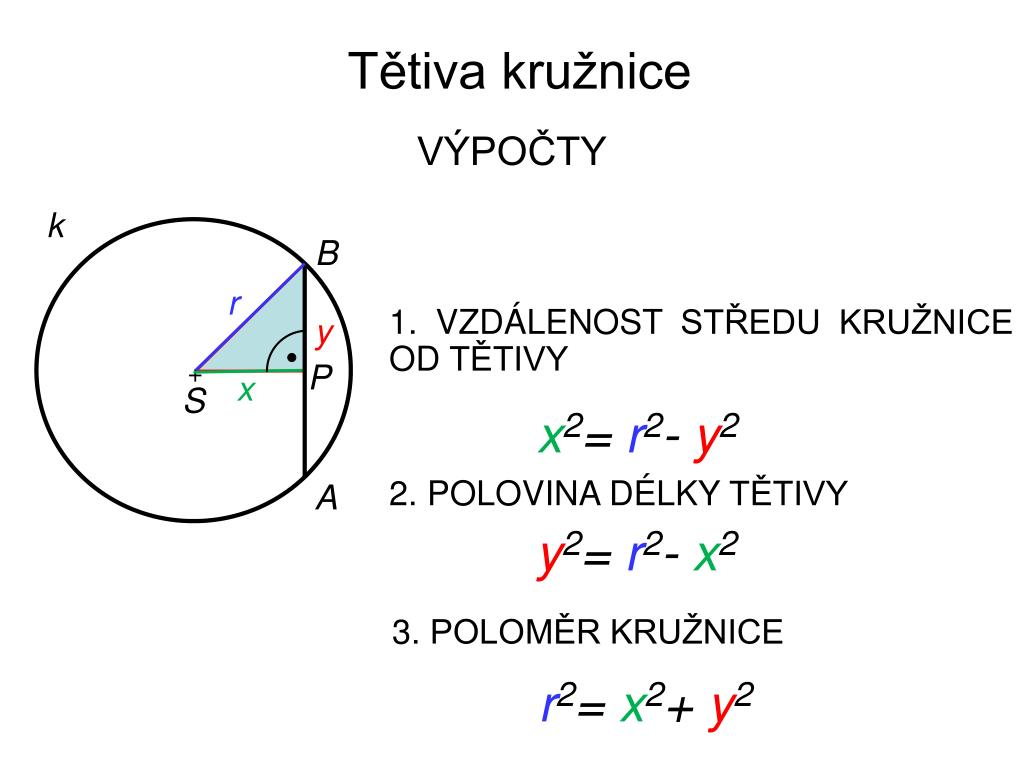 Tětiva kružnice
VÝPOČTY
k
B
r
y
P
x
S
A
1. VZDÁLENOST STŘEDU KRUŽNICE
OD TĚTIVY
x²= r²- y²
2. POLOVINA DÉLKY TĚTIVY
y²= r²- x²
3. POLOMĚR KRUŽNICE
r²= x²+ y²